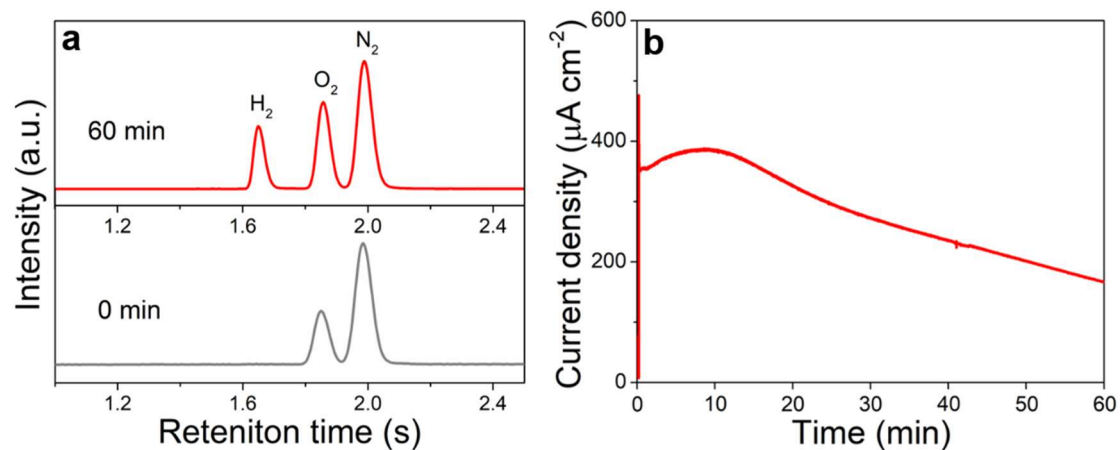 a
Intensity (a.u.)
60 min
H2
O2
N2
1.2 1.6 2.0 2.4
0 min
1.2 1.6 2.0 2.4
Reteniton time (s)
b
Current density (μA cm-2)
600
400
200
0
0 10 20 30 40 50 60
Time (min)